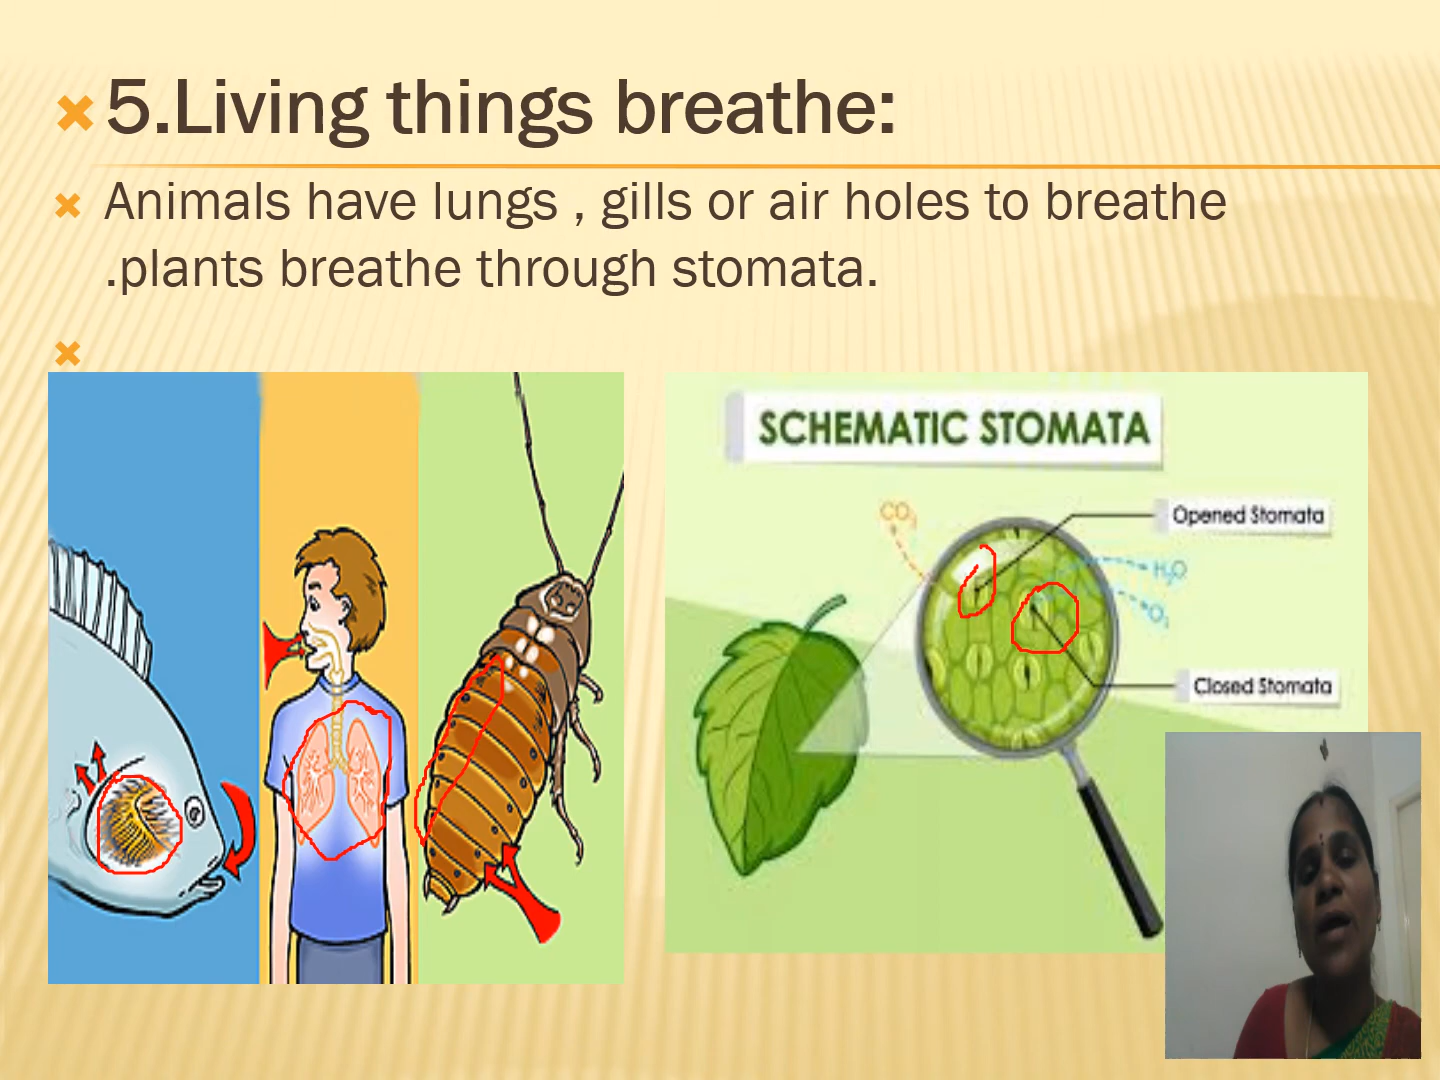 5.Living things breathe:
Animals have lungs , gills or air holes to breathe
.plants breathe through stomata.
SCHEMATIC STOMATA
CO2
Opened Stomata
H2O
O2
Closed Stomata